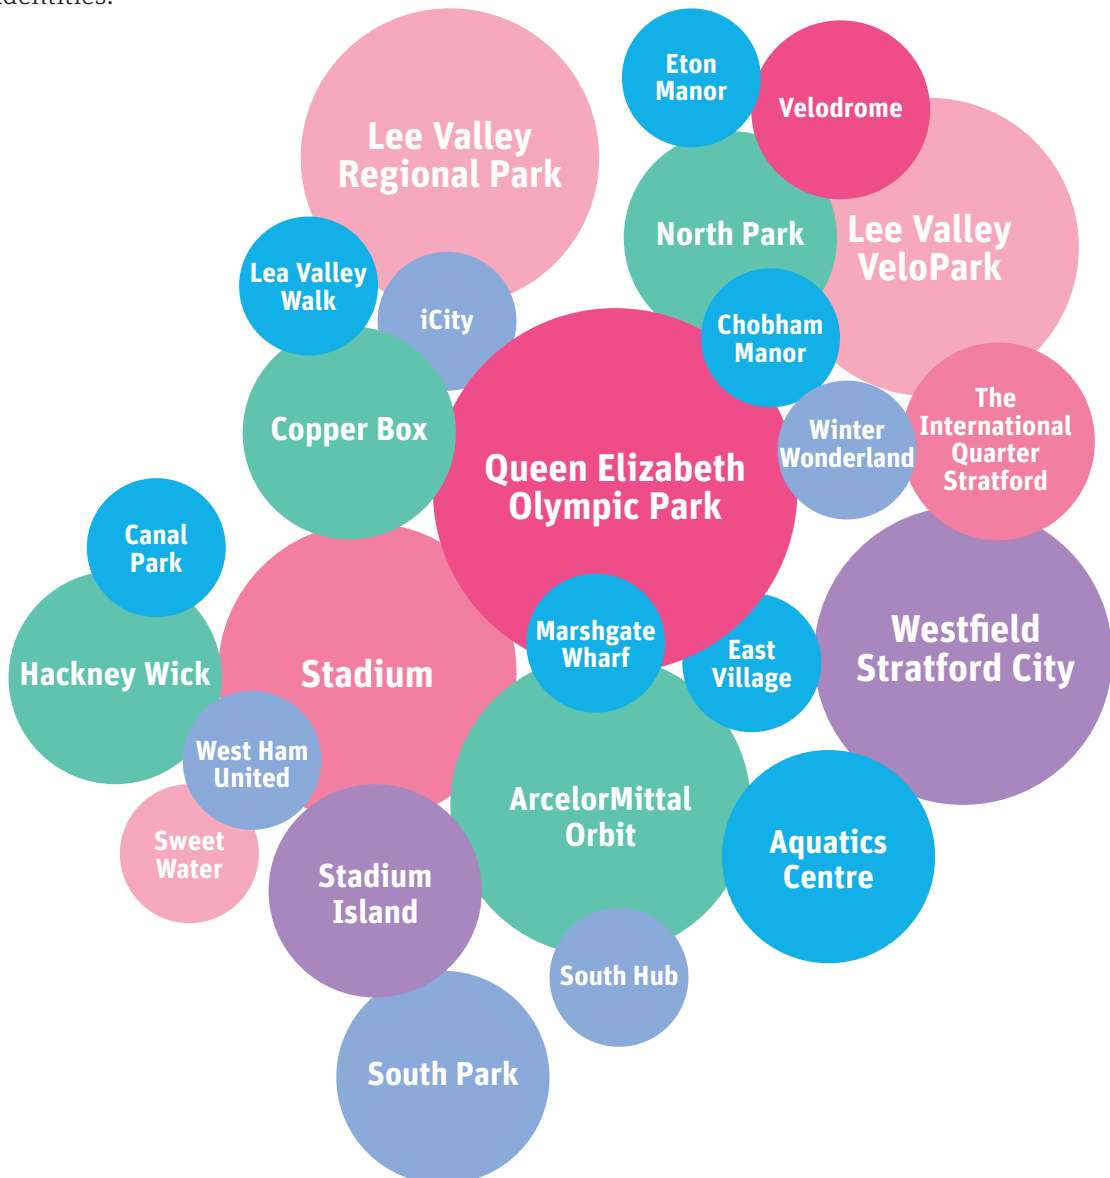 identities.
Eton
Manor
Velodrome
Lee Valley
Regional Park
North Park
Lee Valley
VeloPark
Lea Valley
Walk
iCity
Chobham
Manor
Copper Box
Winter
Wonderland
The
International
Quarter
Stratford
Queen Elizabeth
Olympic Park
Canal
Park
Hackney Wick
Stadium
Marshgate
Wharf
East
Village
Westfield
Stratford City
West Ham
United
Sweet
Water
ArcelorMittal
Orbit
Aquatics
Centre
Stadium
Island
South Hub
South Park